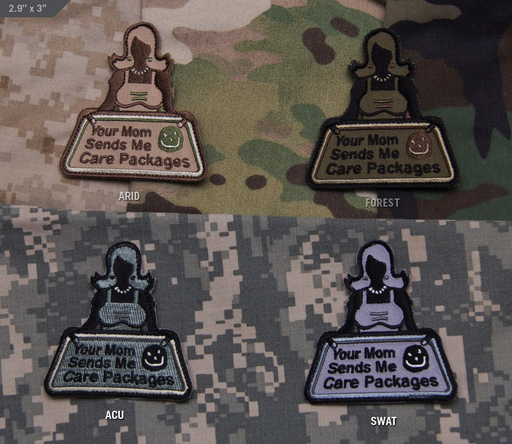 2.9" x 3"
Your Mom
Sends Me
Care Packages
ARID
Your Mom
Sends Me
Care Packages
FOREST
Your Mom
Sends Me
Care Packages
ACU
Your Mom
Sends Me
Care Packages
SWAT